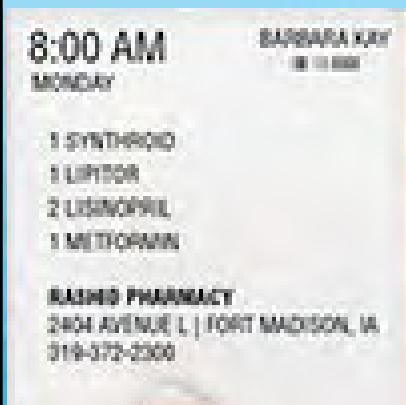 8:00 AM
MONDAY
BARBARA KAY
1 SYNTHROID
1 LIPITOR
2 LISINOPRIL
1 METFORMIN
RASHID PHARMACY
2404 AVENUE L | FORT MADISON, IA
319-372-2300